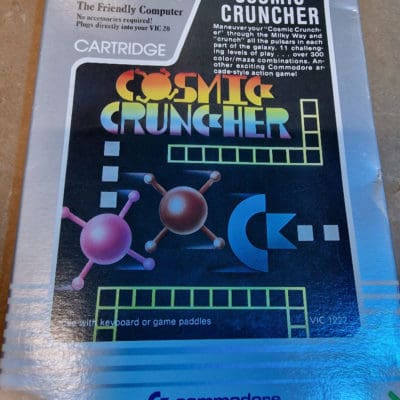 The Friendly Computer
No accessories required!
Plugs directly into your VIC 20
CARTRIDGE
COSMIC
CRUNCHER
Maneuver your "Cosmic Crunch-
er" through the Milky Way and
"crunch" all the pulsars in each
part of the galaxy. 11 challeng-
ing levels of play . . . over 300
color/maze combinations. An-
other exciting Commodore ar-
cade-style action game!
COSMIC
CRUNCHER
with keyboard or game paddles
VIC 1922
commodore